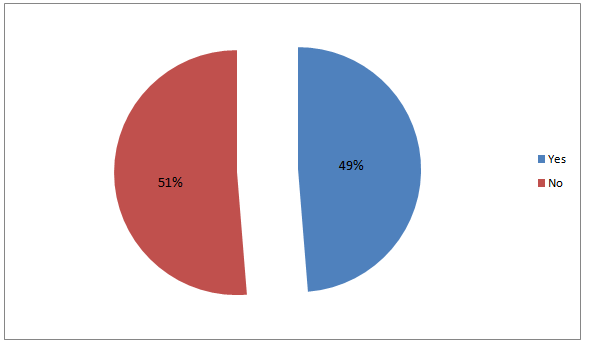 51%
49%
Yes
No